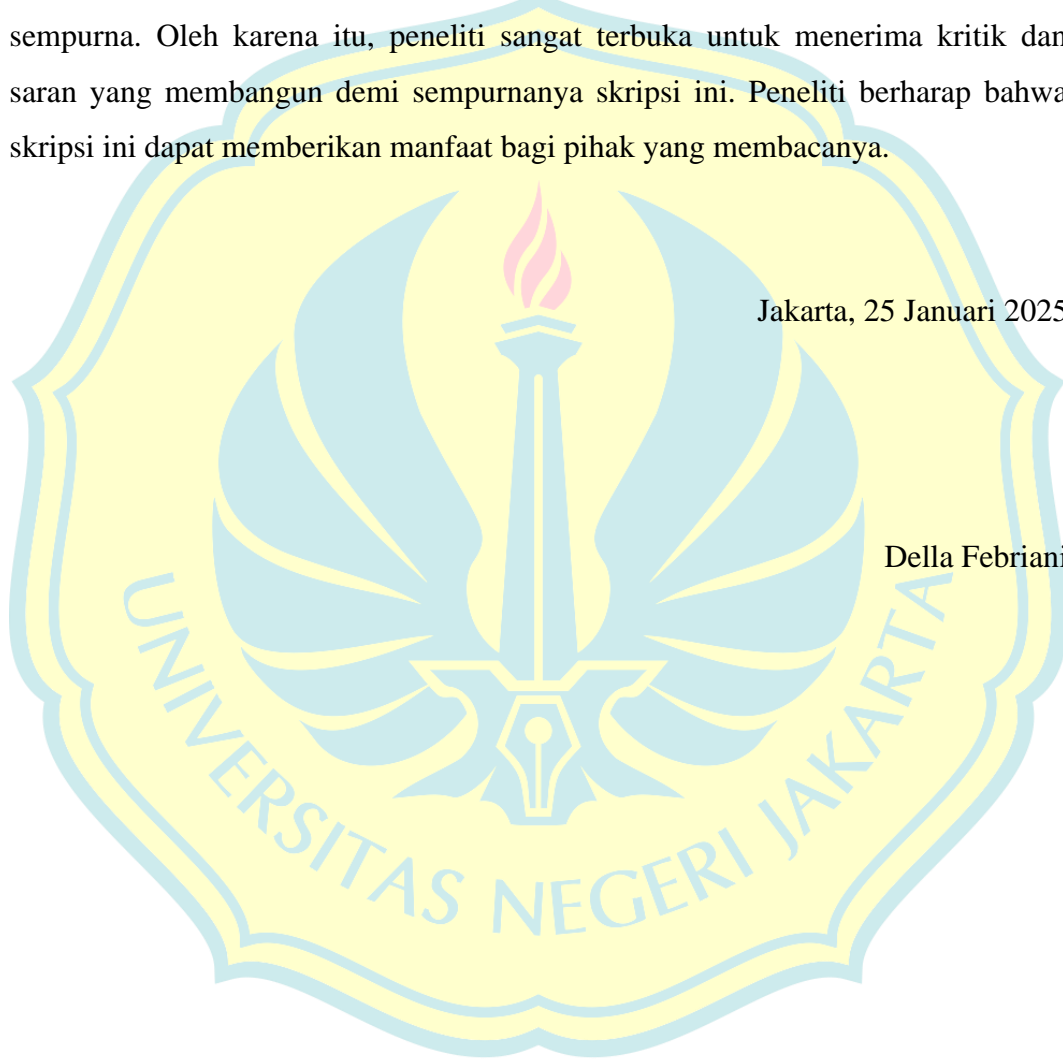 sempurna. Oleh karena itu, peneliti sangat terbuka untuk menerima kritik dan
saran yang membangun demi sempurnanya skripsi ini. Peneliti berharap bahwa
skripsi ini dapat memberikan manfaat bagi pihak yang membacanya.
Jakarta, 25 Januari 2025
Della Febriani
UNIVERSITAS NEGERI JAKARTA